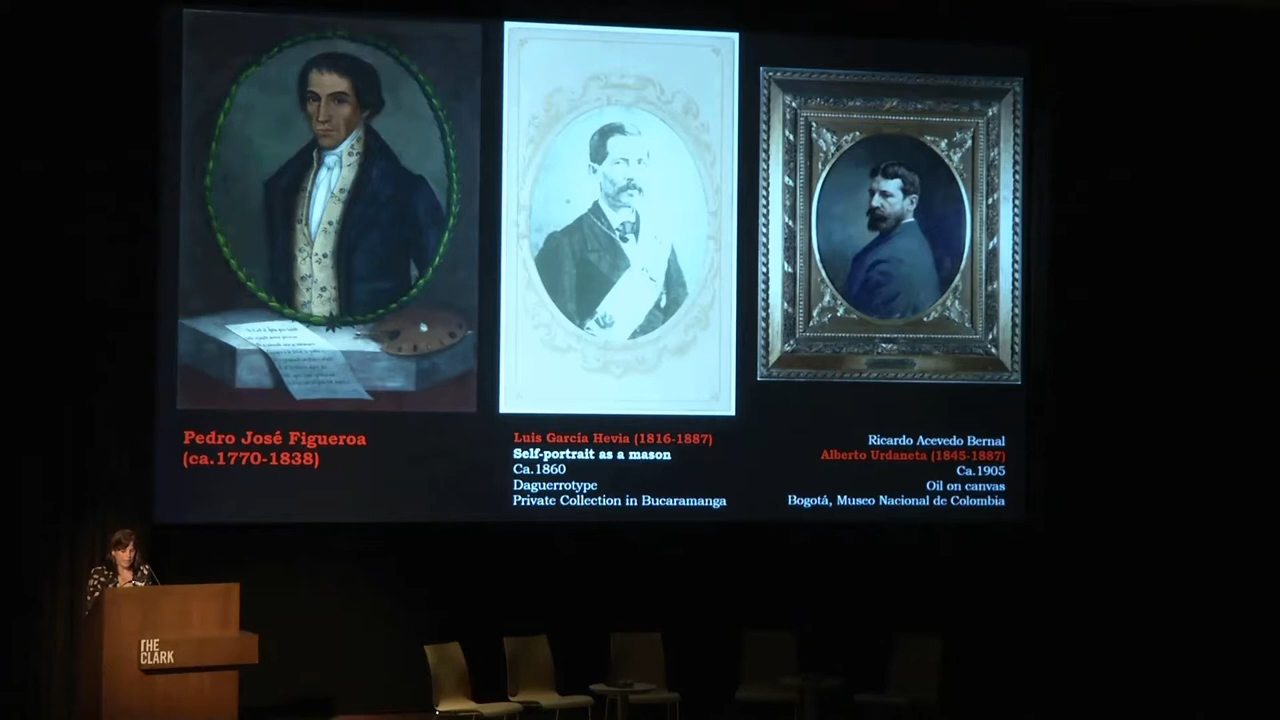 Pedro José Figueroa
(ca.1770-1838)
Luis García Hevia (1816-1887)
Self-portrait as a mason
Ca.1860
Daguerrotype
Private Collection in Bucaramanga
Ricardo Acevedo Bernal
Alberto Urdaneta (1845-1887)
Ca.1905
Oil on canvas
Bogotá, Museo Nacional de Colombia
THE
CLARK